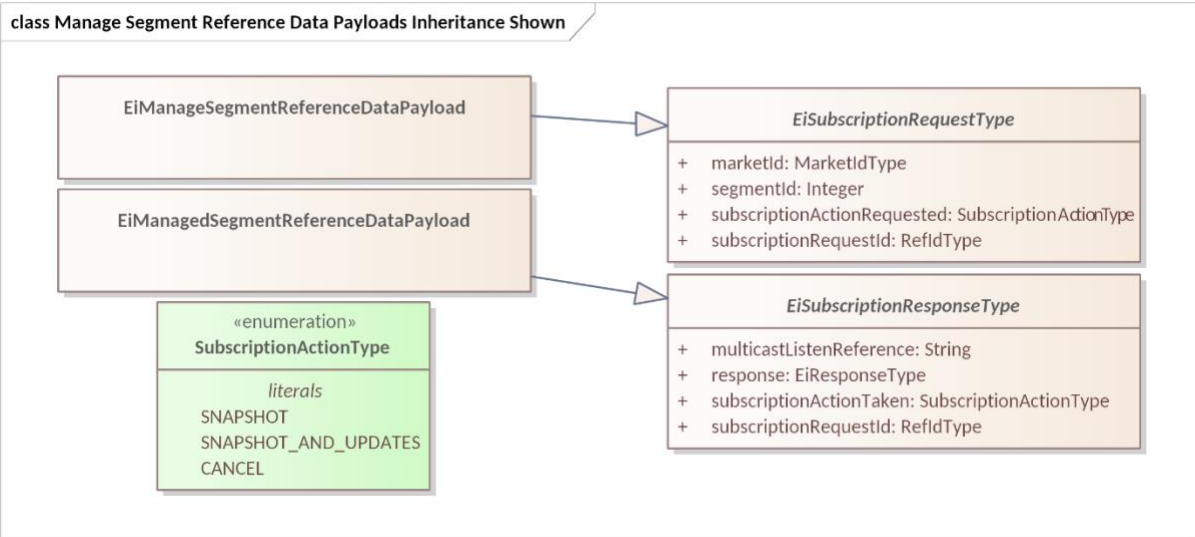 class Manage Segment Reference Data Payloads Inheritance Shown
EiManageSegmentReferenceDataPayload
EiManagedSegmentReferenceDataPayload
«enumeration»
SubscriptionActionType
literals
SNAPSHOT
SNAPSHOT_AND_UPDATES
CANCEL
EiSubscriptionRequestType
+ marketId: MarketIdType
+ segmentId: Integer
+ subscriptionActionRequested: SubscriptionActionType
+ subscriptionRequestId: RefIdType
EiSubscriptionResponseType
+ multicastListenReference: String
+ response: EiResponseType
+ subscriptionActionTaken: SubscriptionActionType
+ subscriptionRequestId: RefIdType